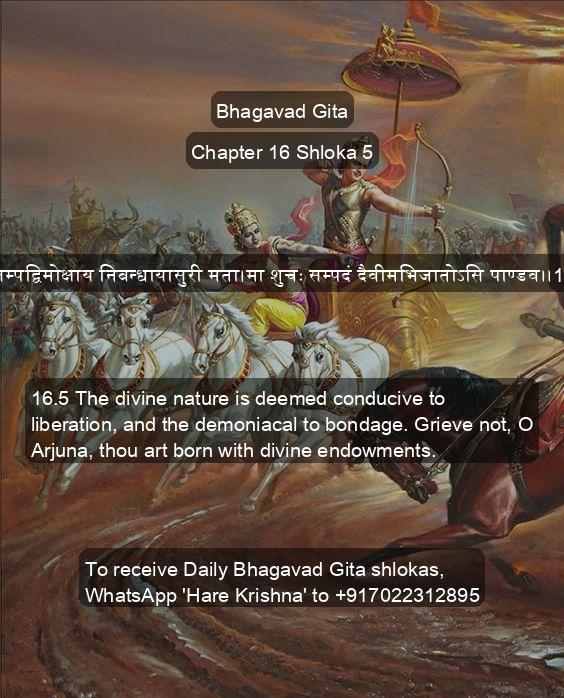 Bhagavad Gita
Chapter 16 Shloka 5
निबन्धायासुरी मता।मा शुचः सम्पदं दैवीमभिजातोऽसि पाण्डव।।1
16.5 The divine nature is deemed conducive to
liberation, and the demoniacal to bondage. Grieve not, O
Arjuna, thou art born with divine endowments.
To receive Daily Bhagavad Gita shlokas,
WhatsApp 'Hare Krishna' to +917022312895